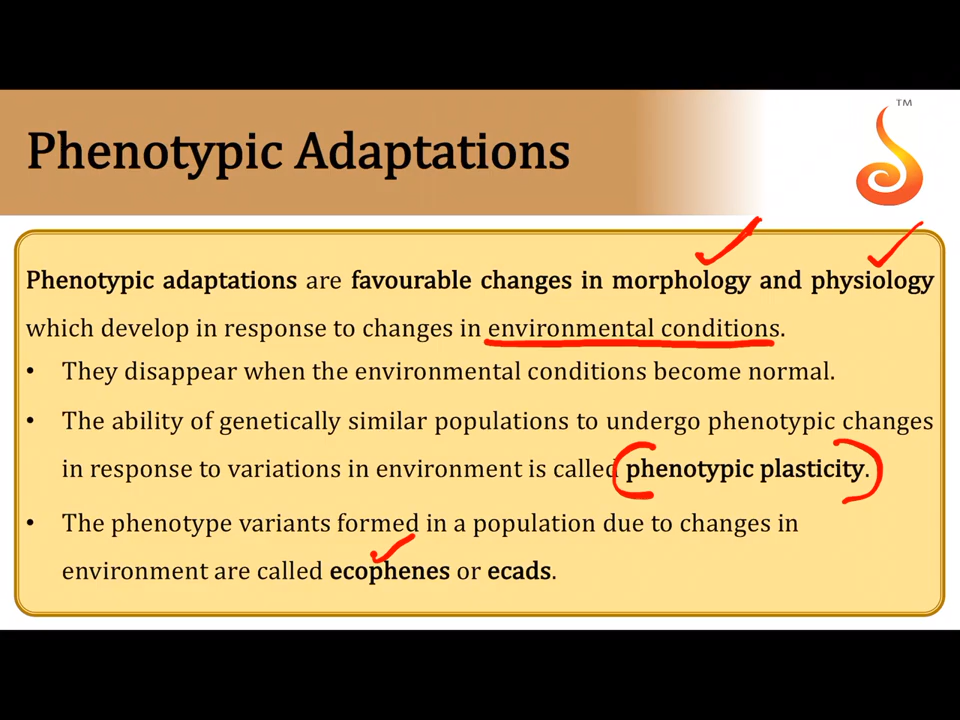 TM
Phenotypic Adaptations
Phenotypic adaptations are favourable changes in morphology and physiology
which develop in response to changes in environmental conditions.
• They disappear when the environmental conditions become normal.
• The ability of genetically similar populations to undergo phenotypic changes
in response to variations in environment is called phenotypic plasticity.
• The phenotype variants formed in a population due to changes in
environment are called ecophenes or ecads.